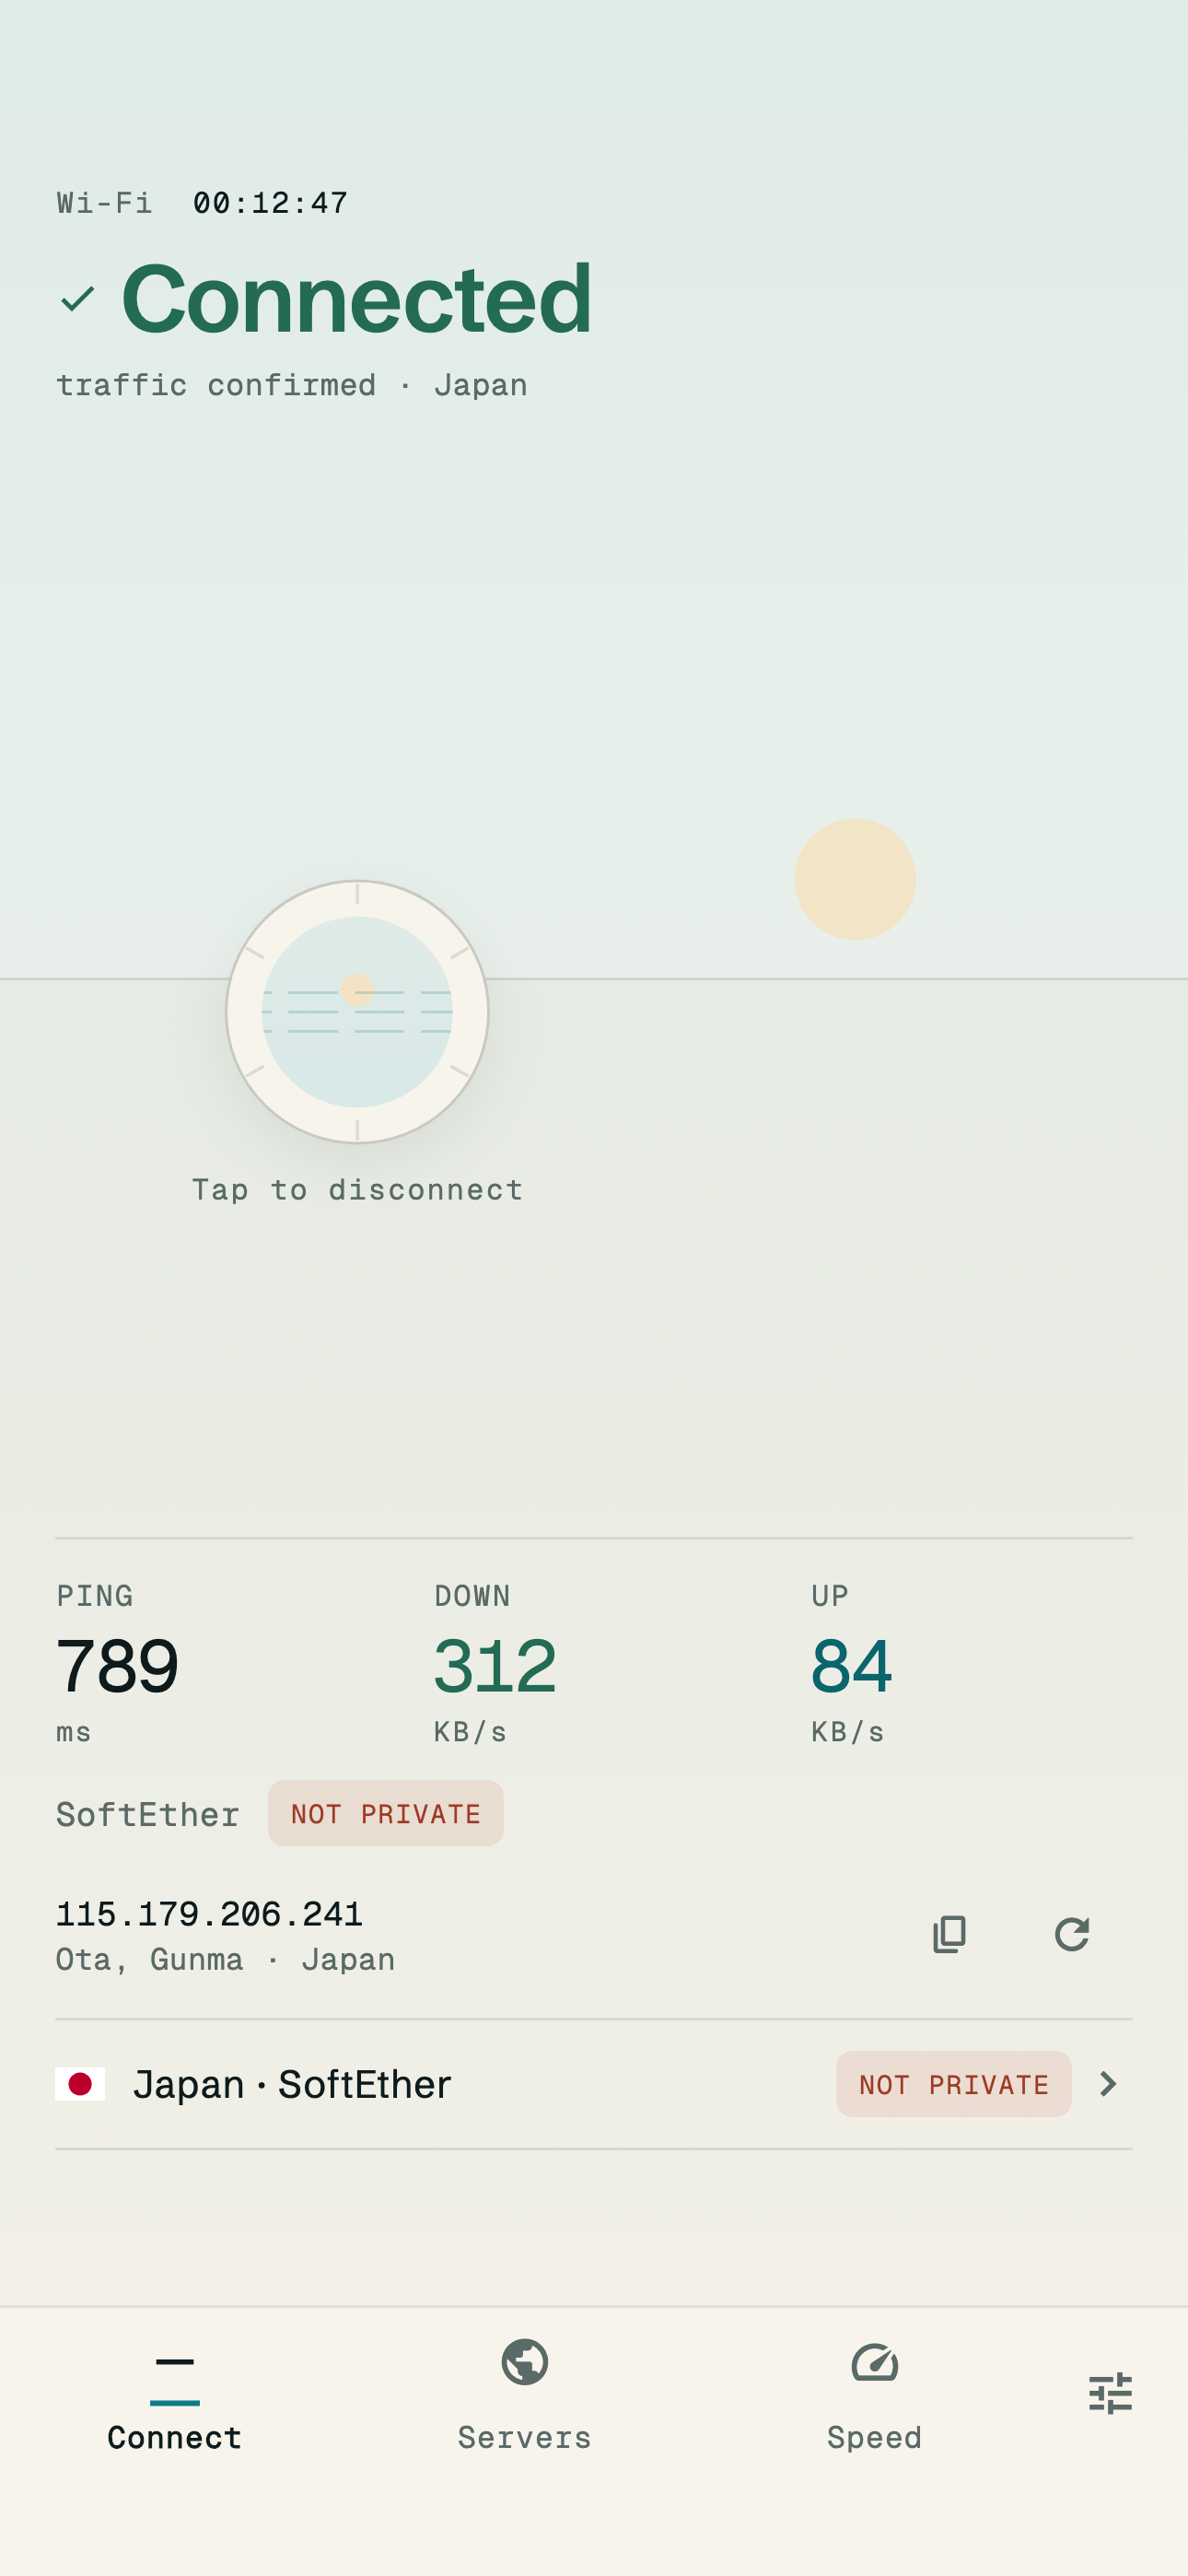 Wi-Fi 00:12:47
Connected
traffic confirmed · Japan
Tap to disconnect
PING DOWN UP
789 312 84
ms KB/s KB/s
SoftEther NOT PRIVATE
115.179.206.241
Ota, Gunma · Japan
Japan · SoftEther NOT PRIVATE
Connect Servers Speed